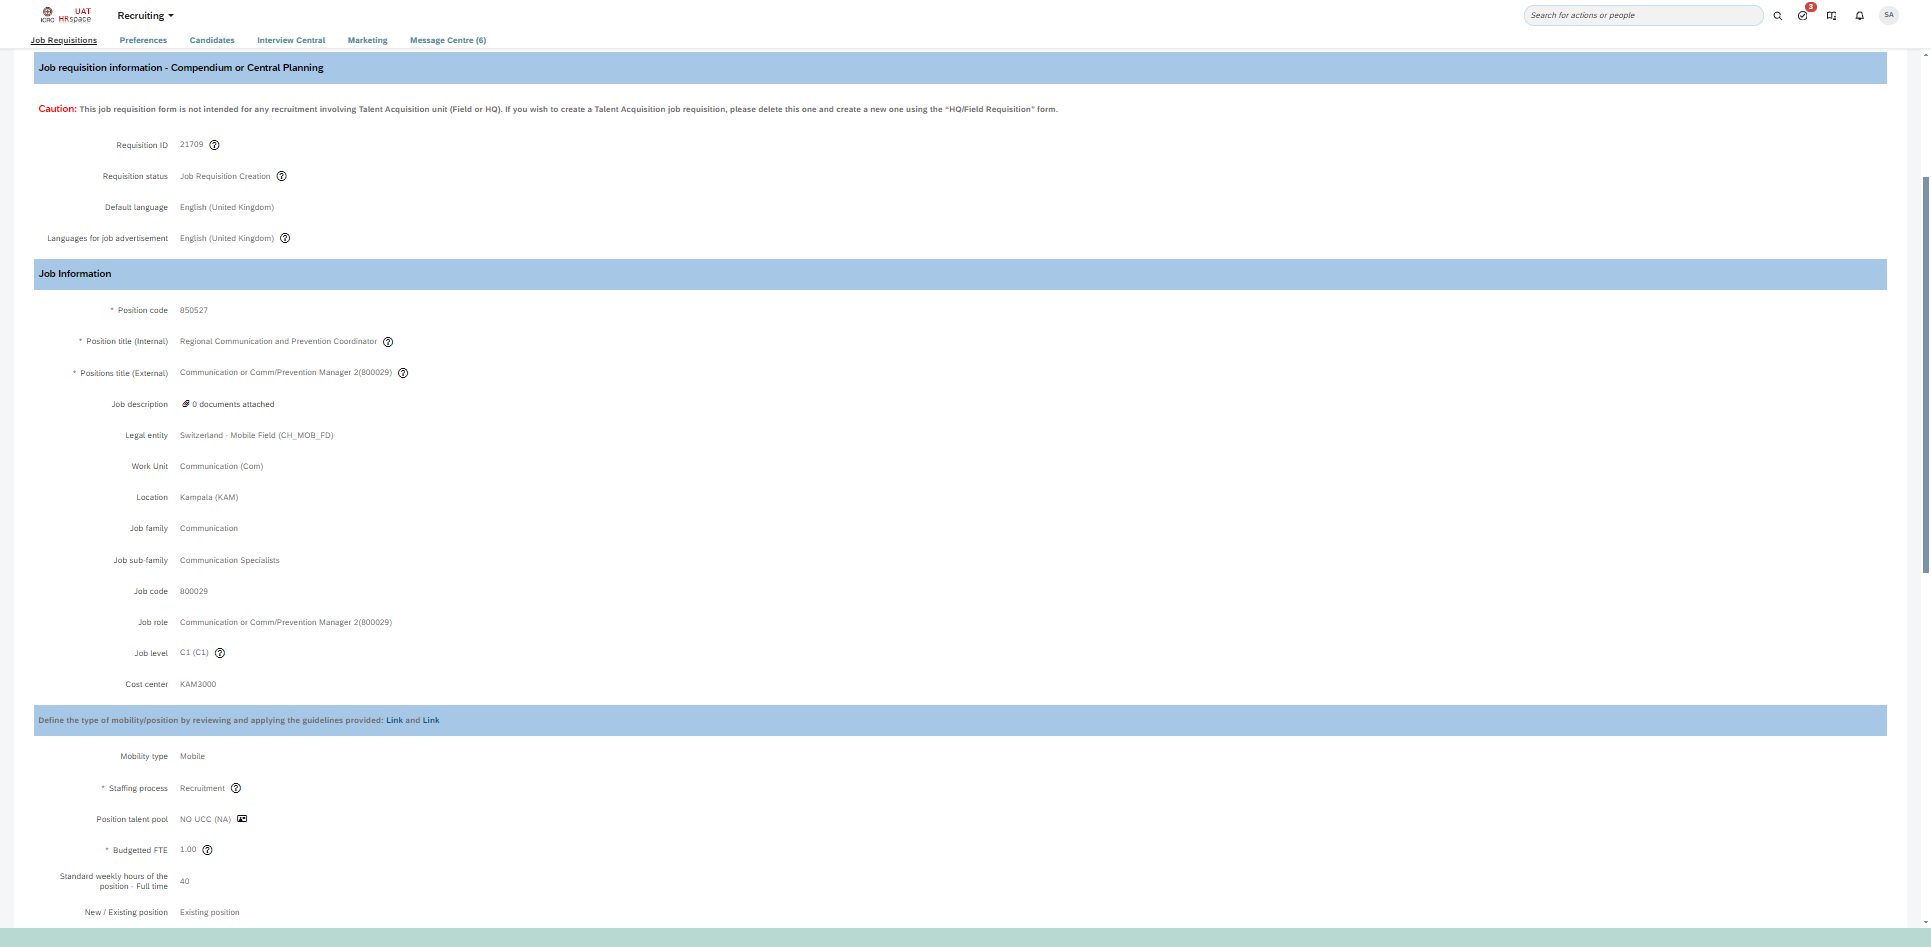 ICRC UAT HRspace
Recruiting
Search for actions or people
3
SA
Job Requisitions Preferences Candidates Interview Central Marketing Message Centre (6)
Job requisition information - Compendium or Central Planning
Caution: This job requisition form is not intended for any recruitment involving Talent Acquisition unit (Field or HQ). If you wish to create a Talent Acquisition job requisition, please delete this one and create a new one using the “HQ/Field Requisition” form.
Requisition ID 21709
Requisition status Job Requisition Creation
Default language English (United Kingdom)
Languages for job advertisement English (United Kingdom)
Job Information
* Position code 850527
* Position title (Internal) Regional Communication and Prevention Coordinator
* Positions title (External) Communication or Comm/Prevention Manager 2(800029)
Job description 0 documents attached
Legal entity Switzerland - Mobile Field (CH_MOB_FD)
Work Unit Communication (Com)
Location Kampala (KAM)
Job family Communication
Job sub-family Communication Specialists
Job code 800029
Job role Communication or Comm/Prevention Manager 2(800029)
Job level C1 (C1)
Cost center KAM3000
Define the type of mobility/position by reviewing and applying the guidelines provided: Link and Link
Mobility type Mobile
* Staffing process Recruitment
Position talent pool NO UCC (NA)
* Budgetted FTE 1.00
Standard weekly hours of the
position - Full time 40
New / Existing position Existing position